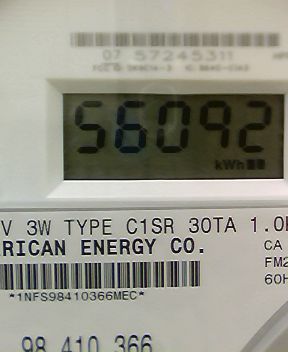 07 57245311
56092
kWh
V 3W TYPE C1SR 30TA 1.0
RICAN ENERGY CO.
CA
FM2
60H
*1NFS98410366MEC*
98 410 366